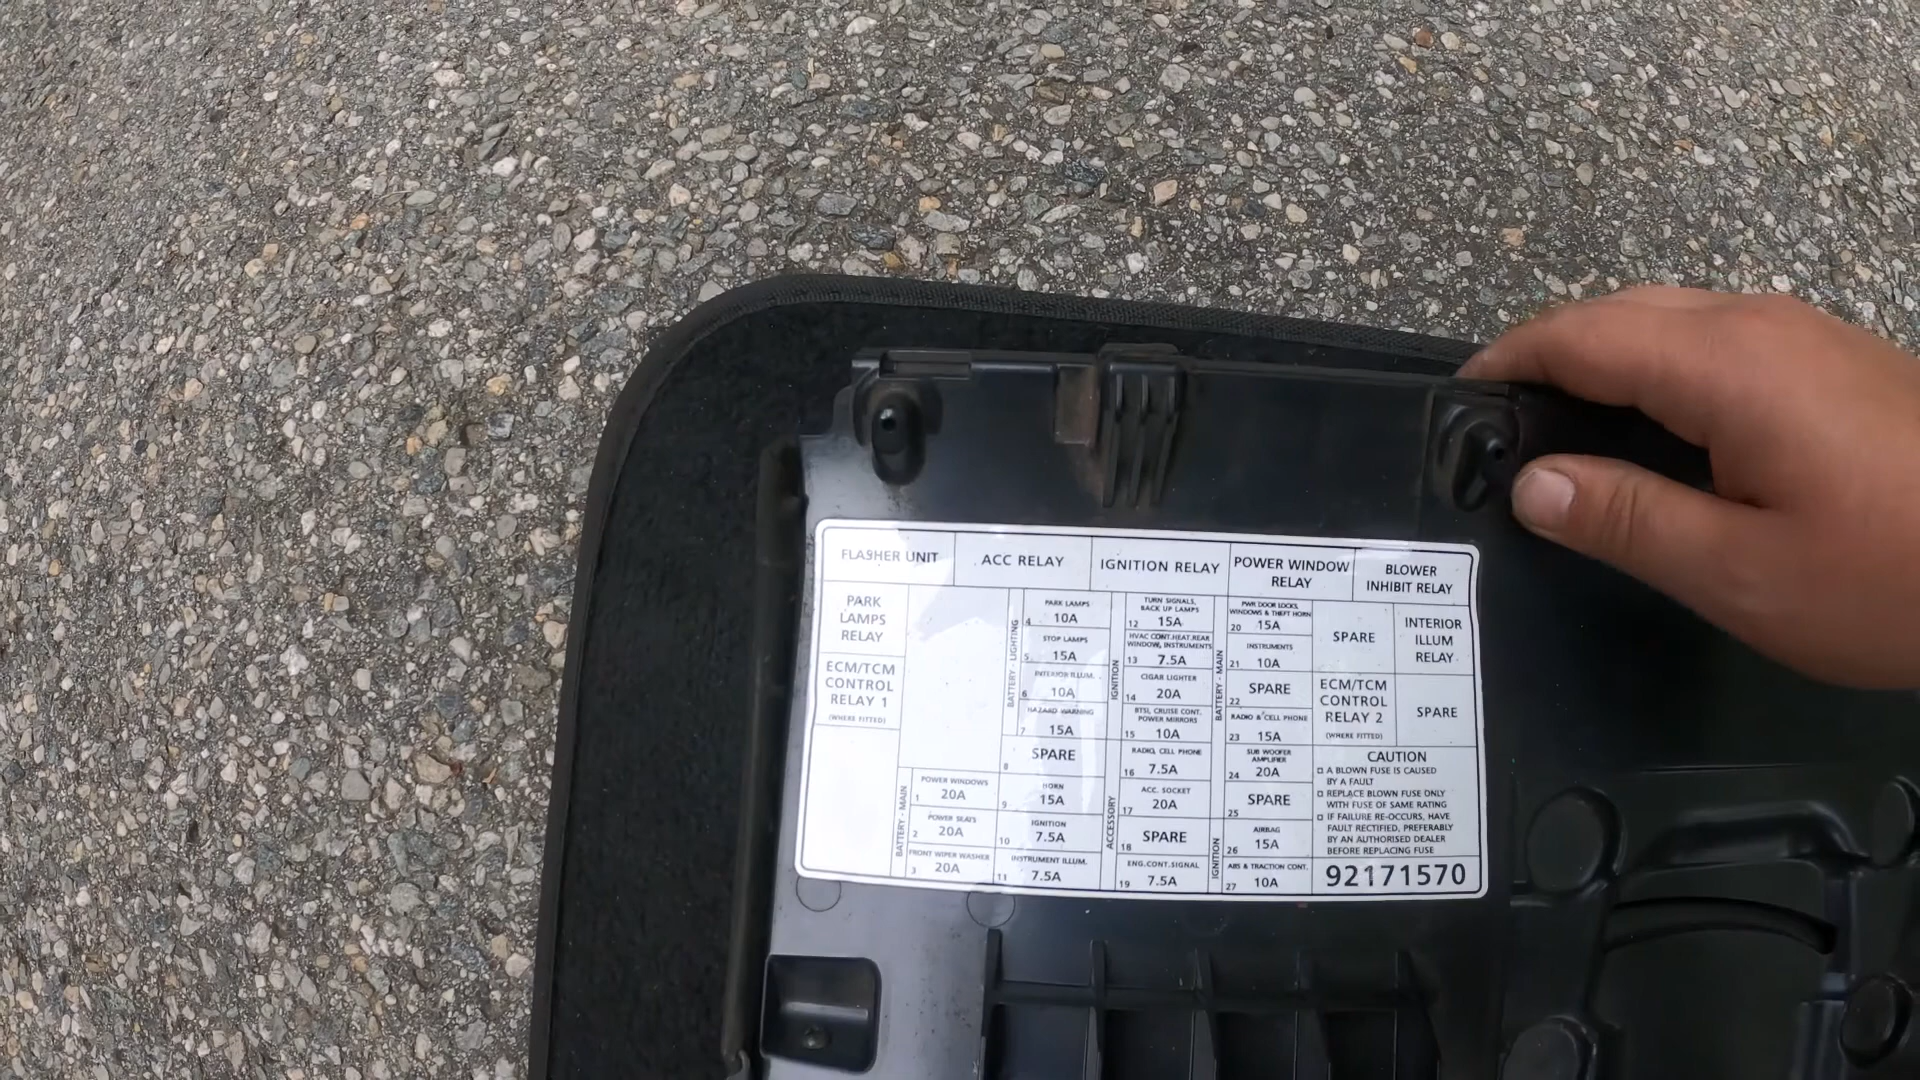 FLASHER UNIT
ACC RELAY
IGNITION RELAY
POWER WINDOW
RELAY
BLOWER
INHIBIT RELAY
PARK
LAMPS
RELAY
ECM/TCM
CONTROL
RELAY 1
(WHERE FITTED)
BATTERY - MAIN
POWER WINDOWS
1 20A
POWER SEATS
2 20A
FRONT WIPER WASHER
3 20A
BATTERY - LIGHTING
PARK LAMPS
4 10A
STOP LAMPS
5 15A
INTERIOR ILLUM.
6 10A
HAZARD WARNING
7 15A
SPARE
8
HORN
9 15A
IGNITION
10 7.5A
INSTRUMENT ILLUM.
11 7.5A
IGNITION
TURN SIGNALS,
BACK UP LAMPS
12 15A
HVAC CONT.HEAT.REAR
WINDOW, INSTRUMENTS
13 7.5A
CIGAR LIGHTER
14 20A
BTSI, CRUISE CONT.
POWER MIRRORS
15 10A
ACCESSORY
RADIO, CELL PHONE
16 7.5A
ACC. SOCKET
17 20A
SPARE
18
ENG.CONT.SIGNAL
19 7.5A
BATTERY - MAIN
PWR DOOR LOCKS,
WINDOWS & THEFT HORN
20 15A
INSTRUMENTS
21 10A
SPARE
22
RADIO & CELL PHONE
23 15A
SUB WOOFER
AMPLIFIER
24 20A
SPARE
25
IGNITION
AIRBAG
26 15A
ABS & TRACTION CONT.
27 10A
SPARE
INTERIOR
ILLUM
RELAY
ECM/TCM
CONTROL
RELAY 2
(WHERE FITTED)
SPARE
CAUTION
□ A BLOWN FUSE IS CAUSED
BY A FAULT
□ REPLACE BLOWN FUSE ONLY
WITH FUSE OF SAME RATING
□ IF FAILURE RE-OCCURS, HAVE
FAULT RECTIFIED, PREFERABLY
BY AN AUTHORISED DEALER
BEFORE REPLACING FUSE
92171570